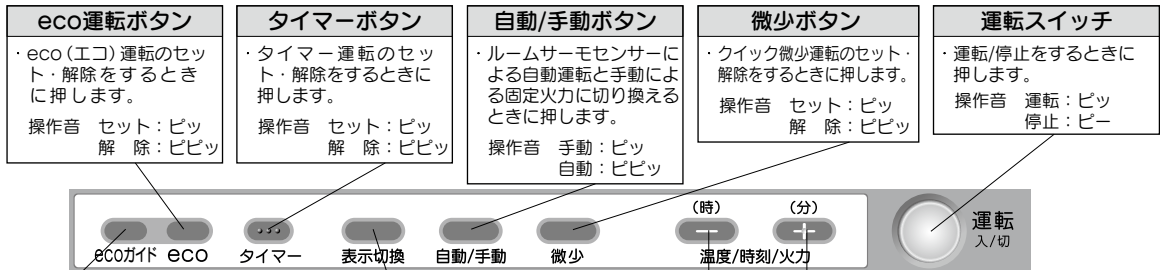 eco運転ボタン
・eco(エコ)運転のセッ
ト・解除をするとき
に押します。
操作音　セット：ピッ
解　除：ピピッ
タイマーボタン
・タイマー運転のセッ
ト・解除をするときに
押します。
操作音　セット：ピッ
解　除：ピピッ
自動/手動ボタン
・ルームサーモセンサーに
よる自動運転と手動によ
る固定火力に切り換える
ときに押します。
操作音　手動：ピッ
自動：ピピッ
微少ボタン
・クイック微少運転のセット・
解除をするときに押します。
操作音　セット：ピッ
解　除：ピピッ
運転スイッチ
・運転/停止をするときに
押します。
操作音　運転：ピッ
停止：ピー
(時)　(分)
ecoガイド　eco　タイマー　表示切換　自動/手動　微少　温度/時刻/火力
運転
入/切